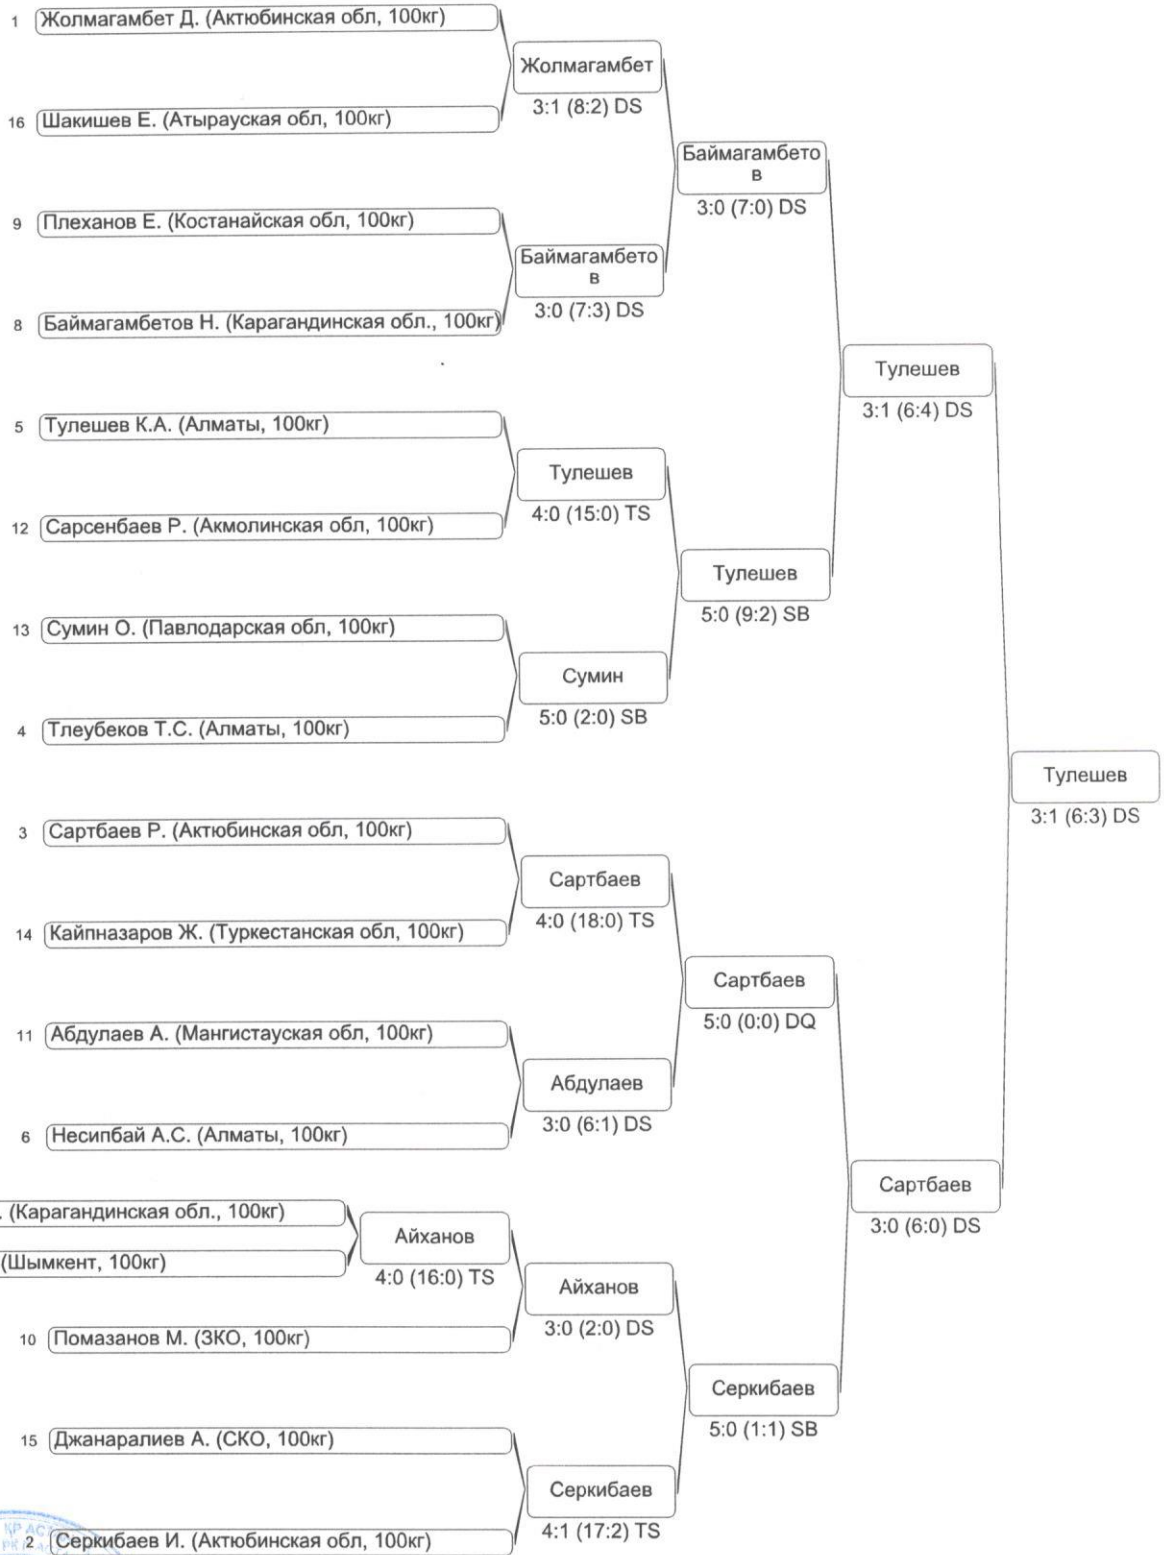 1 Жолмагамбет Д. (Актюбинская обл, 100кг)
Жолмагамбет
3:1 (8:2) DS
16 Шакишев Е. (Атырауская обл, 100кг)
Баймагамбето
в
3:0 (7:0) DS
9 Плеханов Е. (Костанайская обл, 100кг)
Баймагамбето
в
3:0 (7:3) DS
8 Баймагамбетов Н. (Карагандинская обл., 100кг)
Тулешев
3:1 (6:4) DS
5 Тулешев К.А. (Алматы, 100кг)
Тулешев
4:0 (15:0) TS
12 Сарсенбаев Р. (Акмолинская обл, 100кг)
Тулешев
5:0 (9:2) SB
13 Сумин О. (Павлодарская обл, 100кг)
Сумин
5:0 (2:0) SB
4 Тлеубеков Т.С. (Алматы, 100кг)
Тулешев
3:1 (6:3) DS
3 Сартбаев Р. (Актюбинская обл, 100кг)
Сартбаев
4:0 (18:0) TS
14 Кайпназаров Ж. (Туркестанская обл, 100кг)
Сартбаев
5:0 (0:0) DQ
11 Абдулаев А. (Мангистауская обл, 100кг)
Абдулаев
3:0 (6:1) DS
6 Несипбай А.С. (Алматы, 100кг)
Сартбаев
3:0 (6:0) DS
. (Карагандинская обл., 100кг)
Айханов
4:0 (16:0) TS
(Шымкент, 100кг)
Айханов
3:0 (2:0) DS
10 Помазанов М. (ЗКО, 100кг)
Серкибаев
5:0 (1:1) SB
15 Джанаралиев А. (СКО, 100кг)
Серкибаев
4:1 (17:2) TS
2 Серкибаев И. (Актюбинская обл, 100кг)